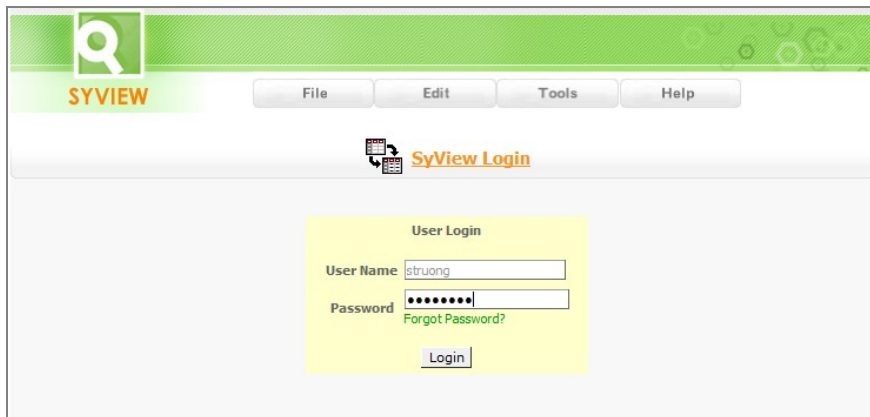 SYVIEW
File Edit Tools Help
SyView Login
User Login
User Name struong
Password ••••••••
Forgot Password?
Login